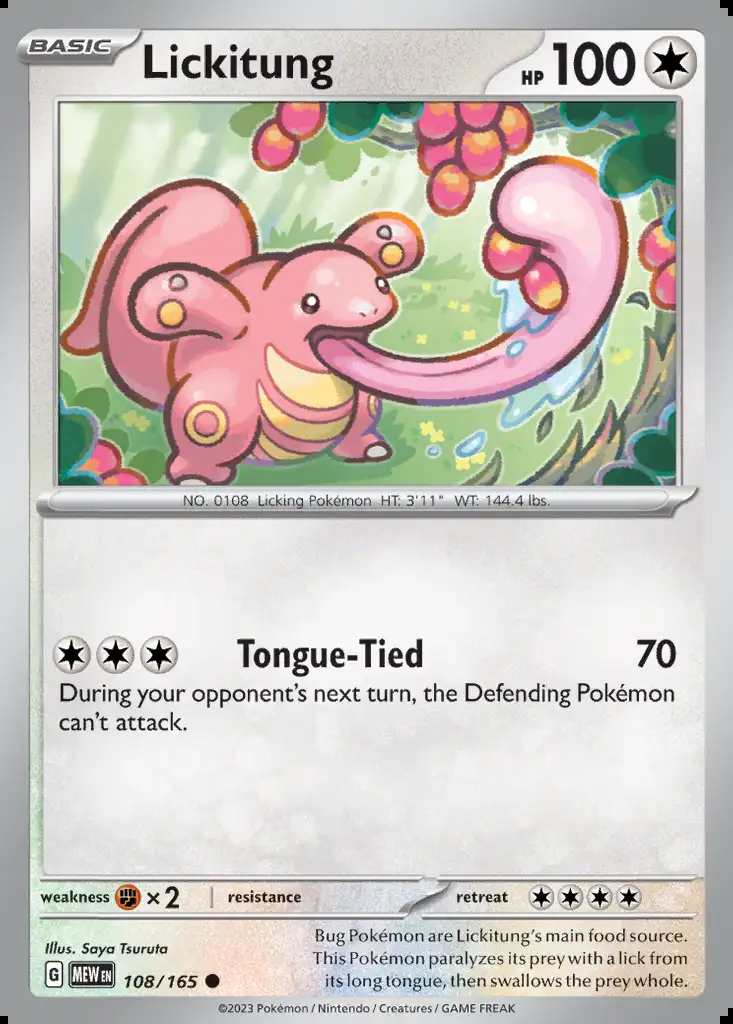 BASIC
Lickitung
HP 100
NO. 0108 Licking Pokémon HT: 3'11" WT: 144.4 lbs.
Tongue-Tied 70
During your opponent's next turn, the Defending Pokémon
can't attack.
weakness ×2 resistance retreat
Illus. Saya Tsuruta
G MEW EN 108/165
Bug Pokémon are Lickitung's main food source.
This Pokémon paralyzes its prey with a lick from
its long tongue, then swallows the prey whole.
©2023 Pokémon / Nintendo / Creatures / GAME FREAK